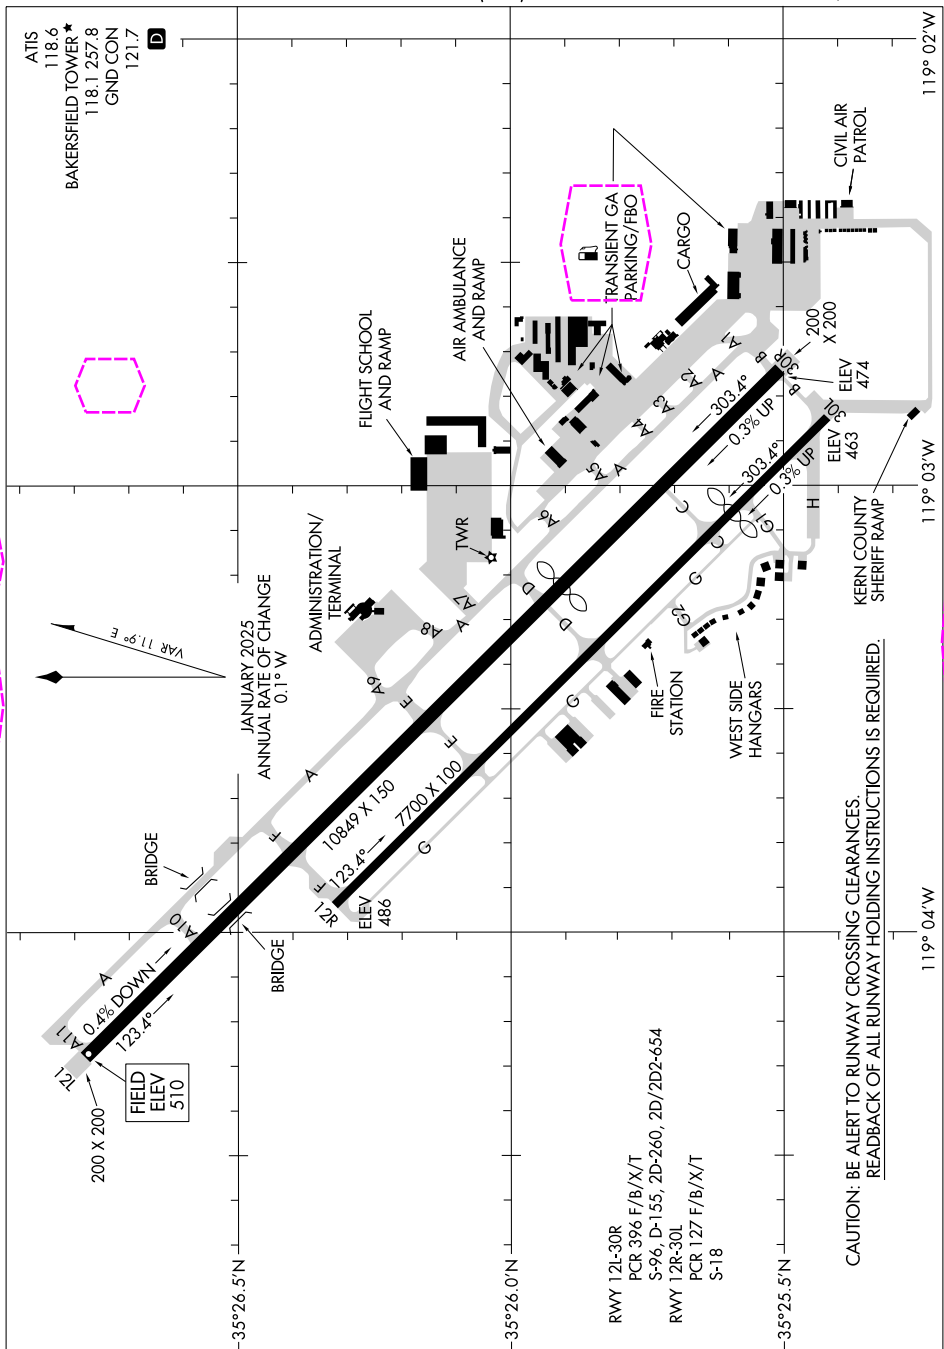 ATIS
118.6
BAKERSFIELD TOWER ★
118.1 257.8
GND CON
121.7
D
119° 02'W
119° 03'W
119° 04'W
35°26.5'N
35°26.0'N
35°25.5'N
VAR 11.9° E
JANUARY 2025
ANNUAL RATE OF CHANGE
0.1° W
CIVIL AIR
PATROL
TRANSIENT GA
PARKING/FBO
CARGO
AIR AMBULANCE
AND RAMP
FLIGHT SCHOOL
AND RAMP
TWR
ADMINISTRATION/
TERMINAL
BRIDGE
BRIDGE
FIRE
STATION
WEST SIDE
HANGARS
KERN COUNTY
SHERIFF RAMP
12L
200 X 200
FIELD
ELEV
510
0.4% DOWN
123.4°
10849 X 150
303.4°
0.3% UP
30R
200
X 200
ELEV
474
12R
ELEV
486
123.4°
7700 X 100
303.4°
0.3% UP
30L
ELEV
463
A11
A
A10
A
A9
A8
A
A7
A6
A5
A
A4
A3
A2
A
A1
B
B
C
C
D
D
E
E
F
F
G
G
G
G1
G2
H
RWY 12L-30R
PCR 396 F/B/X/T
S-96, D-155, 2D-260, 2D/2D2-654
RWY 12R-30L
PCR 127 F/B/X/T
S-18
CAUTION: BE ALERT TO RUNWAY CROSSING CLEARANCES.
READBACK OF ALL RUNWAY HOLDING INSTRUCTIONS IS REQUIRED.